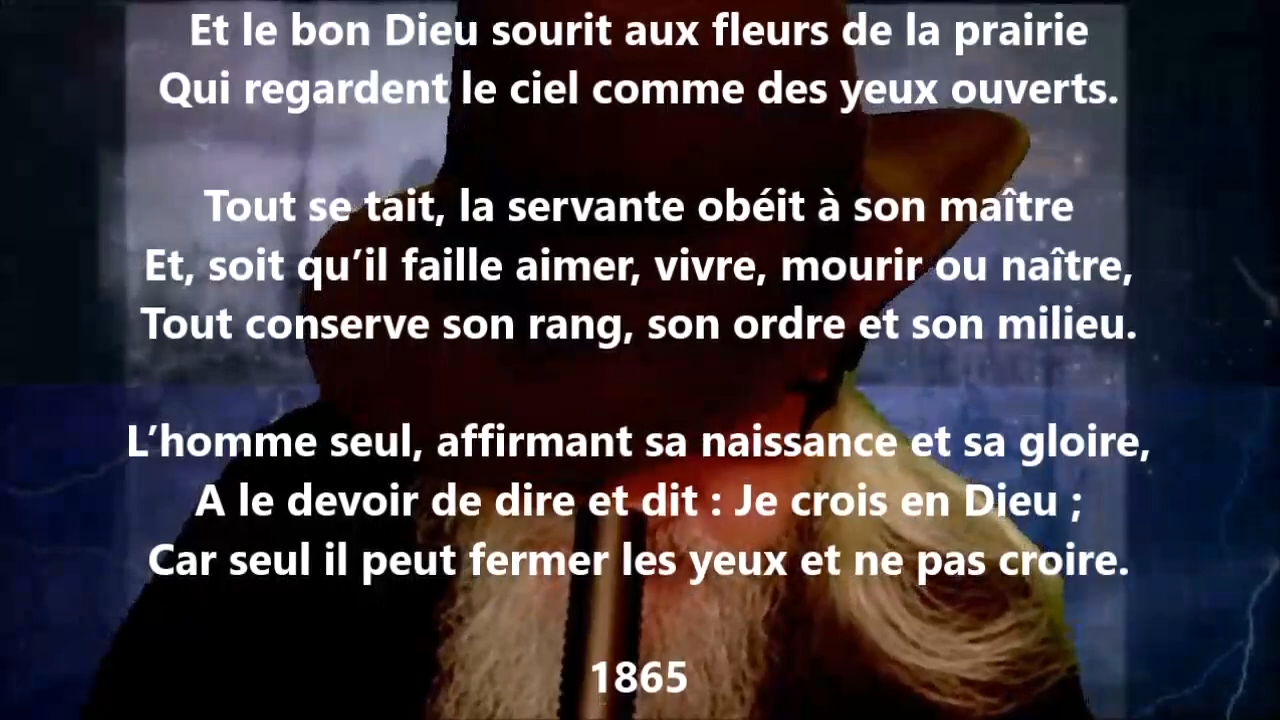 Et le bon Dieu sourit aux fleurs de la prairie
Qui regardent le ciel comme des yeux ouverts.
Tout se tait, la servante obéit à son maître
Et, soit qu’il faille aimer, vivre, mourir ou naître,
Tout conserve son rang, son ordre et son milieu.
L’homme seul, affirmant sa naissance et sa gloire,
A le devoir de dire et dit : Je crois en Dieu ;
Car seul il peut fermer les yeux et ne pas croire.
1865